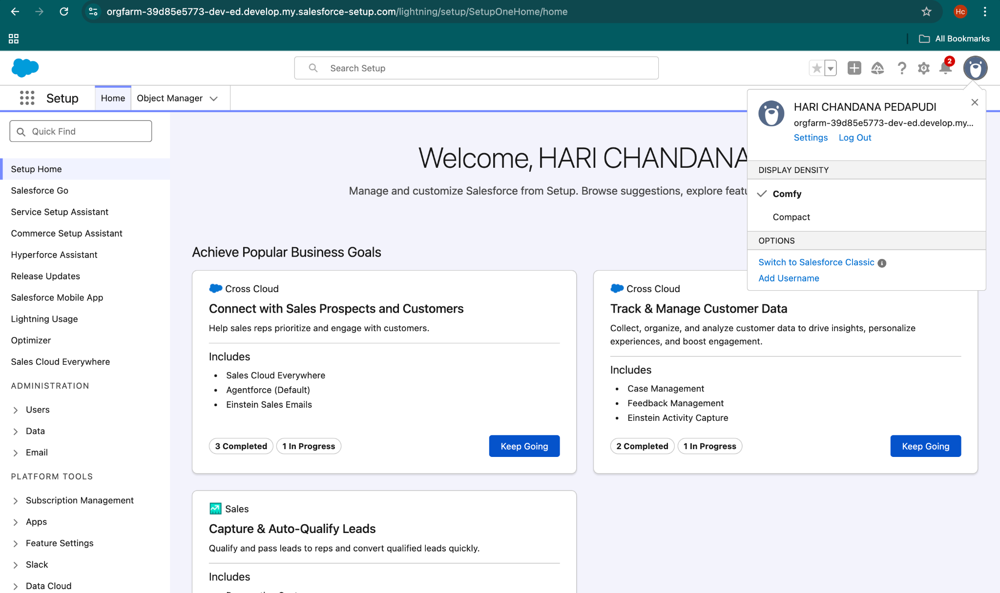 orgfarm-39d85e5773-dev-ed.develop.my.salesforce-setup.com/lightning/setup/SetupOneHome/home
Hc
All Bookmarks
Search Setup
2
Setup
Home
Object Manager
Quick Find
Setup Home
Salesforce Go
Service Setup Assistant
Commerce Setup Assistant
Hyperforce Assistant
Release Updates
Salesforce Mobile App
Lightning Usage
Optimizer
Sales Cloud Everywhere
ADMINISTRATION
Users
Data
Email
PLATFORM TOOLS
Subscription Management
Apps
Feature Settings
Slack
Data Cloud
Welcome, HARI CHANDANA
Manage and customize Salesforce from Setup. Browse suggestions, explore featu
HARI CHANDANA PEDAPUDI
orgfarm-39d85e5773-dev-ed.develop.my...
Settings Log Out
DISPLAY DENSITY
Comfy
Compact
OPTIONS
Switch to Salesforce Classic
Add Username
Achieve Popular Business Goals
Cross Cloud
Connect with Sales Prospects and Customers
Help sales reps prioritize and engage with customers.
Includes
• Sales Cloud Everywhere
• Agentforce (Default)
• Einstein Sales Emails
3 Completed 1 In Progress Keep Going
Cross Cloud
Track & Manage Customer Data
Collect, organize, and analyze customer data to drive insights, personalize
experiences, and boost engagement.
Includes
• Case Management
• Feedback Management
• Einstein Activity Capture
2 Completed 1 In Progress Keep Going
Sales
Capture & Auto-Qualify Leads
Qualify and pass leads to reps and convert qualified leads quickly.
Includes